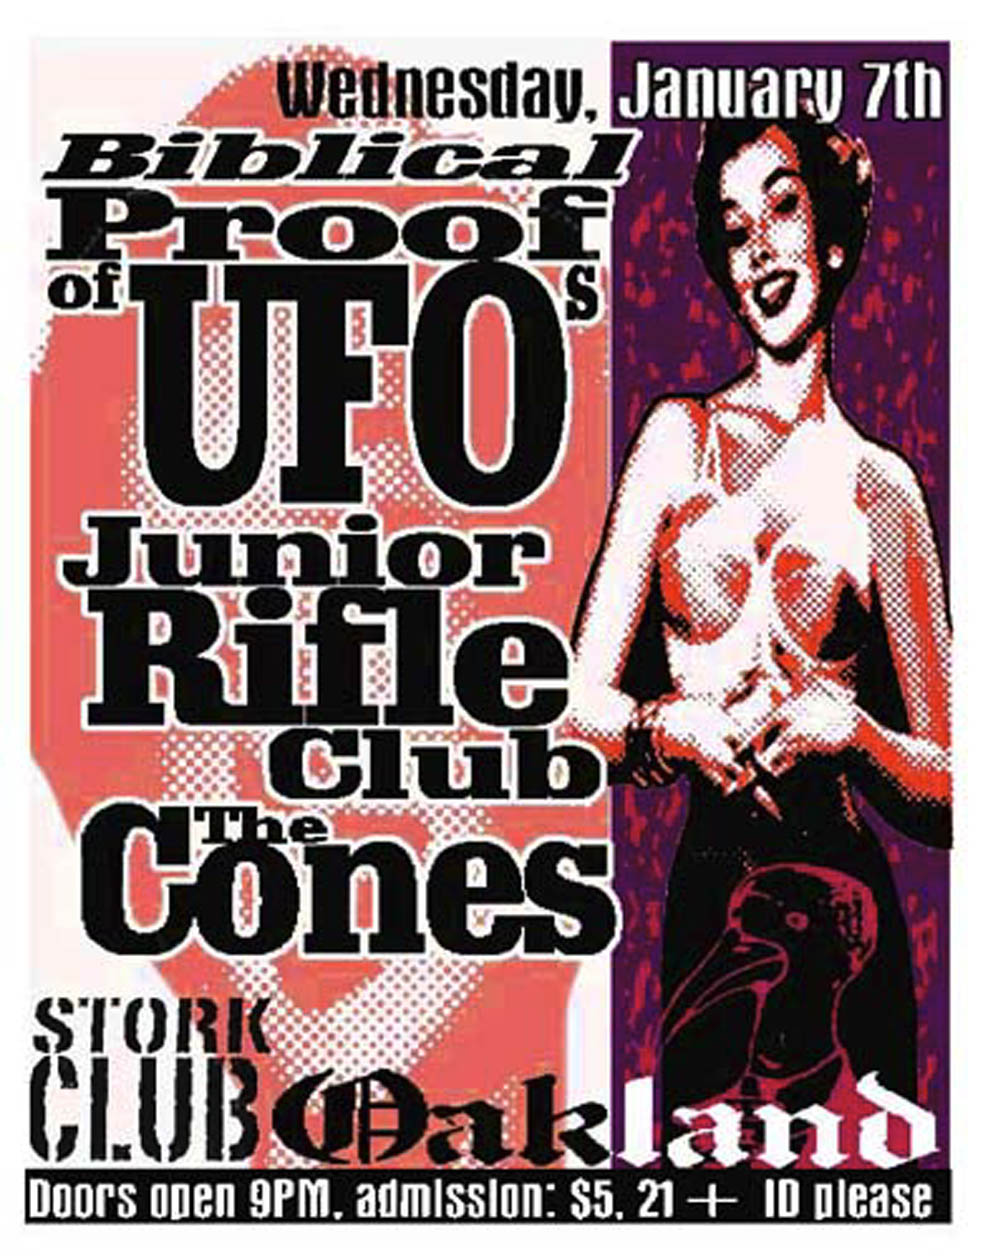 Wednesday, January 7th
Biblical
Proof
of UFOs
Junior
Rifle
Club
The
Cones
STORK
CLUB Oakland
Doors open 9PM, admission: $5, 21 + ID please